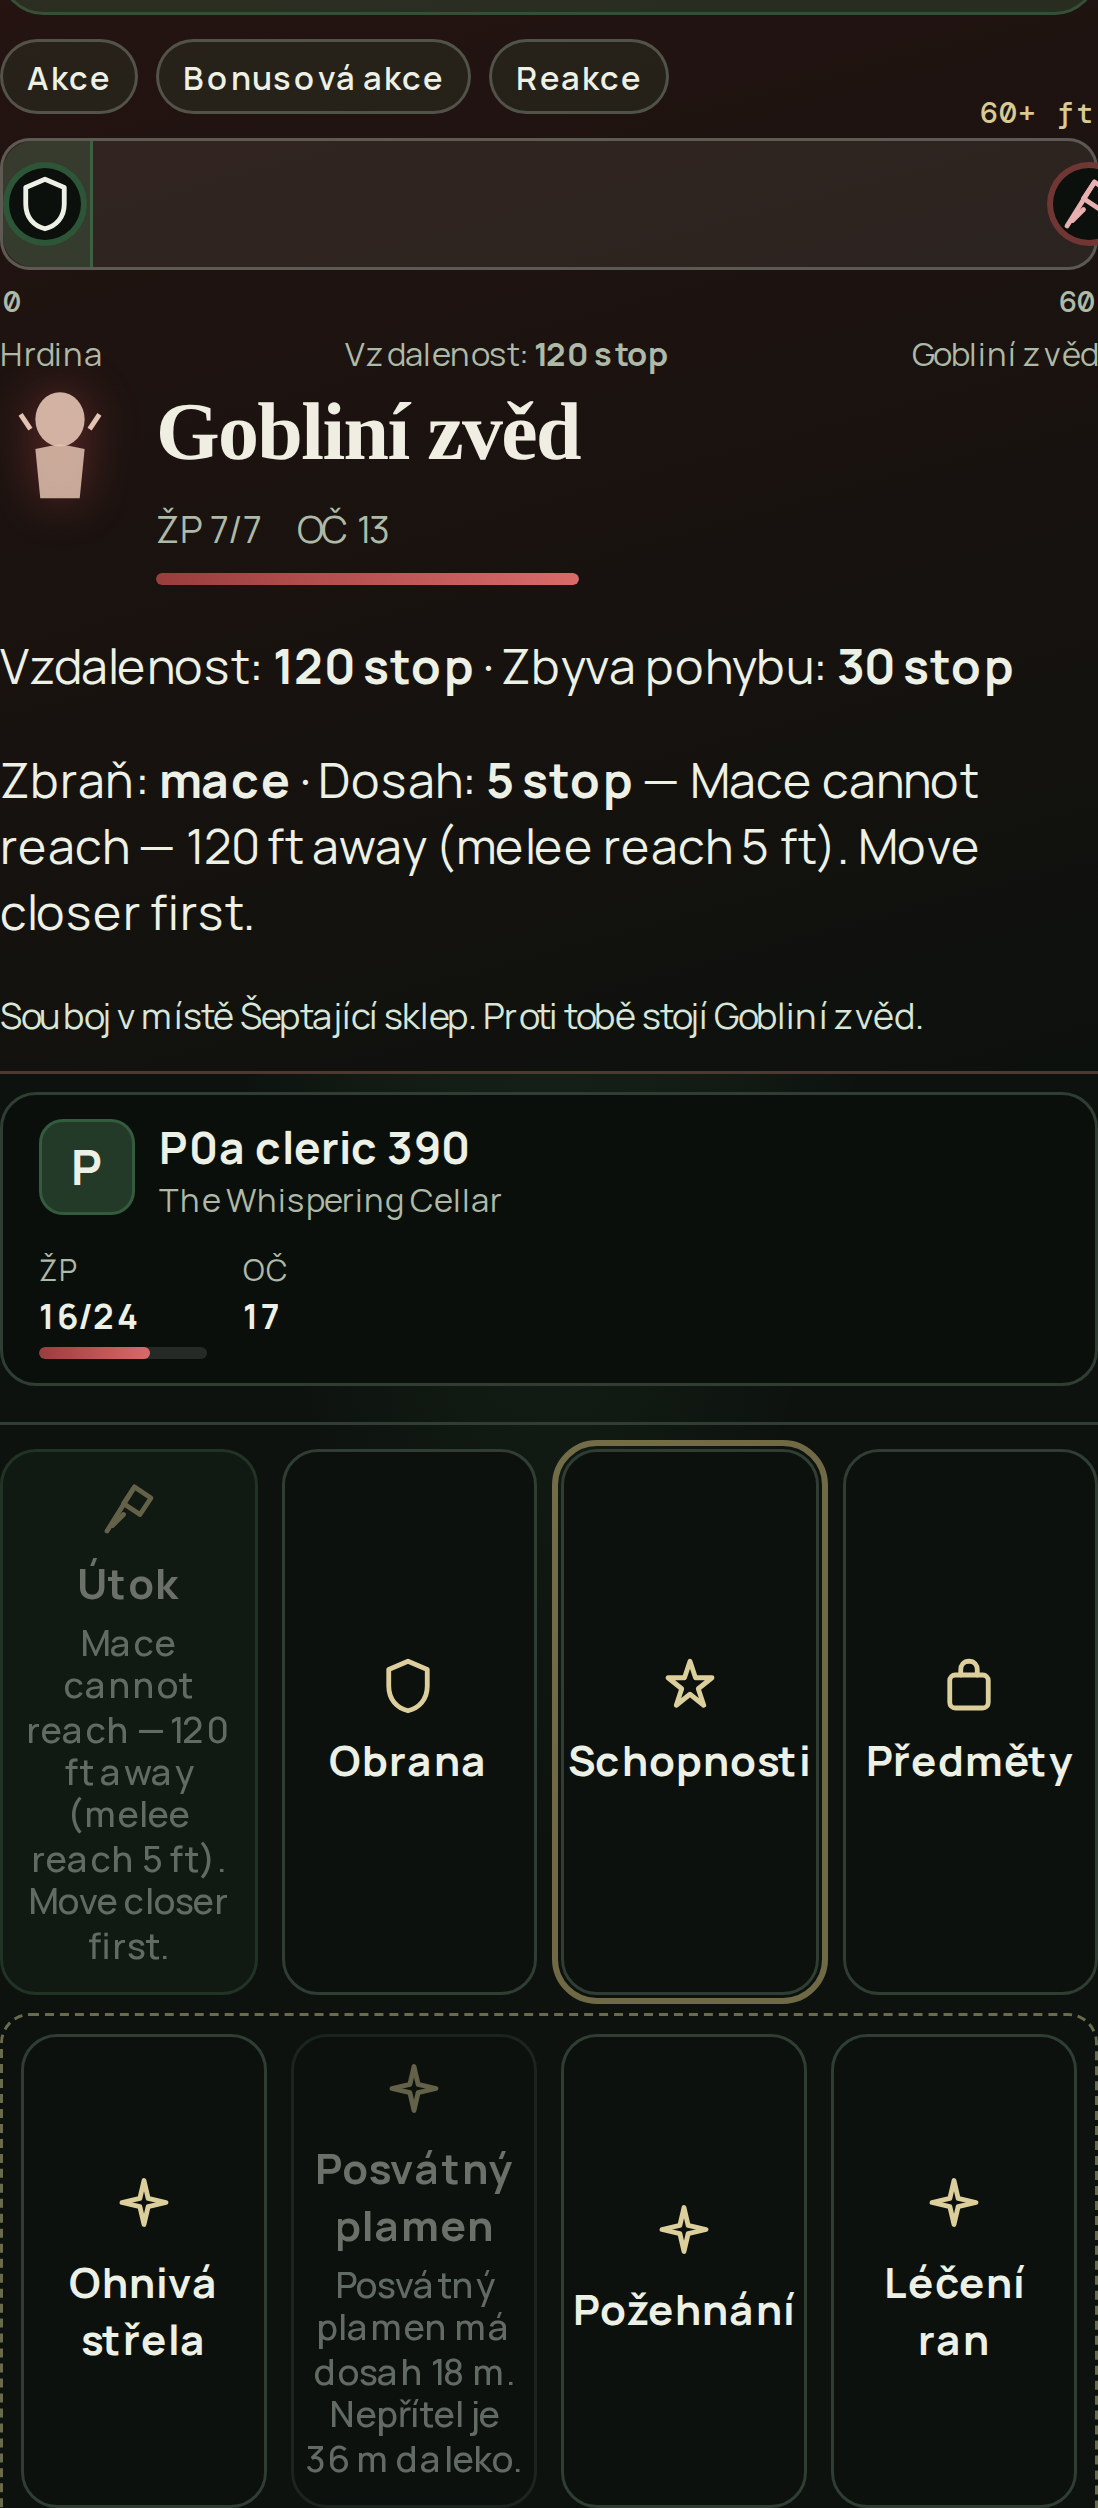 Akce
Bonusová akce
Reakce
60+ ft
0
60
Hrdina
Vzdalenost: 120 stop
Gobliní zvěd
Gobliní zvěd
ŽP 7/7 OČ 13
Vzdalenost: 120 stop · Zbyva pohybu: 30 stop
Zbraň: mace · Dosah: 5 stop — Mace cannot
reach — 120 ft away (melee reach 5 ft). Move
closer first.
Souboj v místě Šeptající sklep. Proti tobě stojí Gobliní zvěd.
P
P0a cleric 390
The Whispering Cellar
ŽP
OČ
16/24
17
Útok
Mace
cannot
reach — 120
ft away
(melee
reach 5 ft).
Move closer
first.
Obrana
Schopnosti
Předměty
Ohnivá
střela
Posvátný
plamen
Posvátný
plamen má
dosah 18 m.
Nepřítel je
36 m daleko.
Požehnání
Léčení
ran